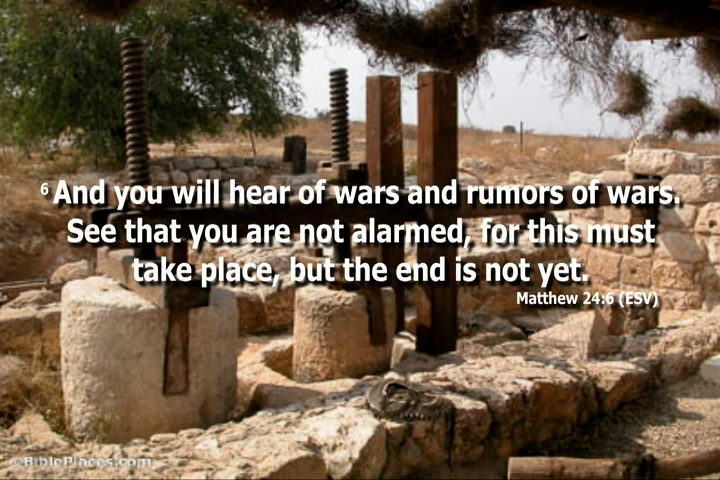 6 And you will hear of wars and rumors of wars.
See that you are not alarmed, for this must
take place, but the end is not yet.
Matthew 24:6 (ESV)
©BiblePlaces.com